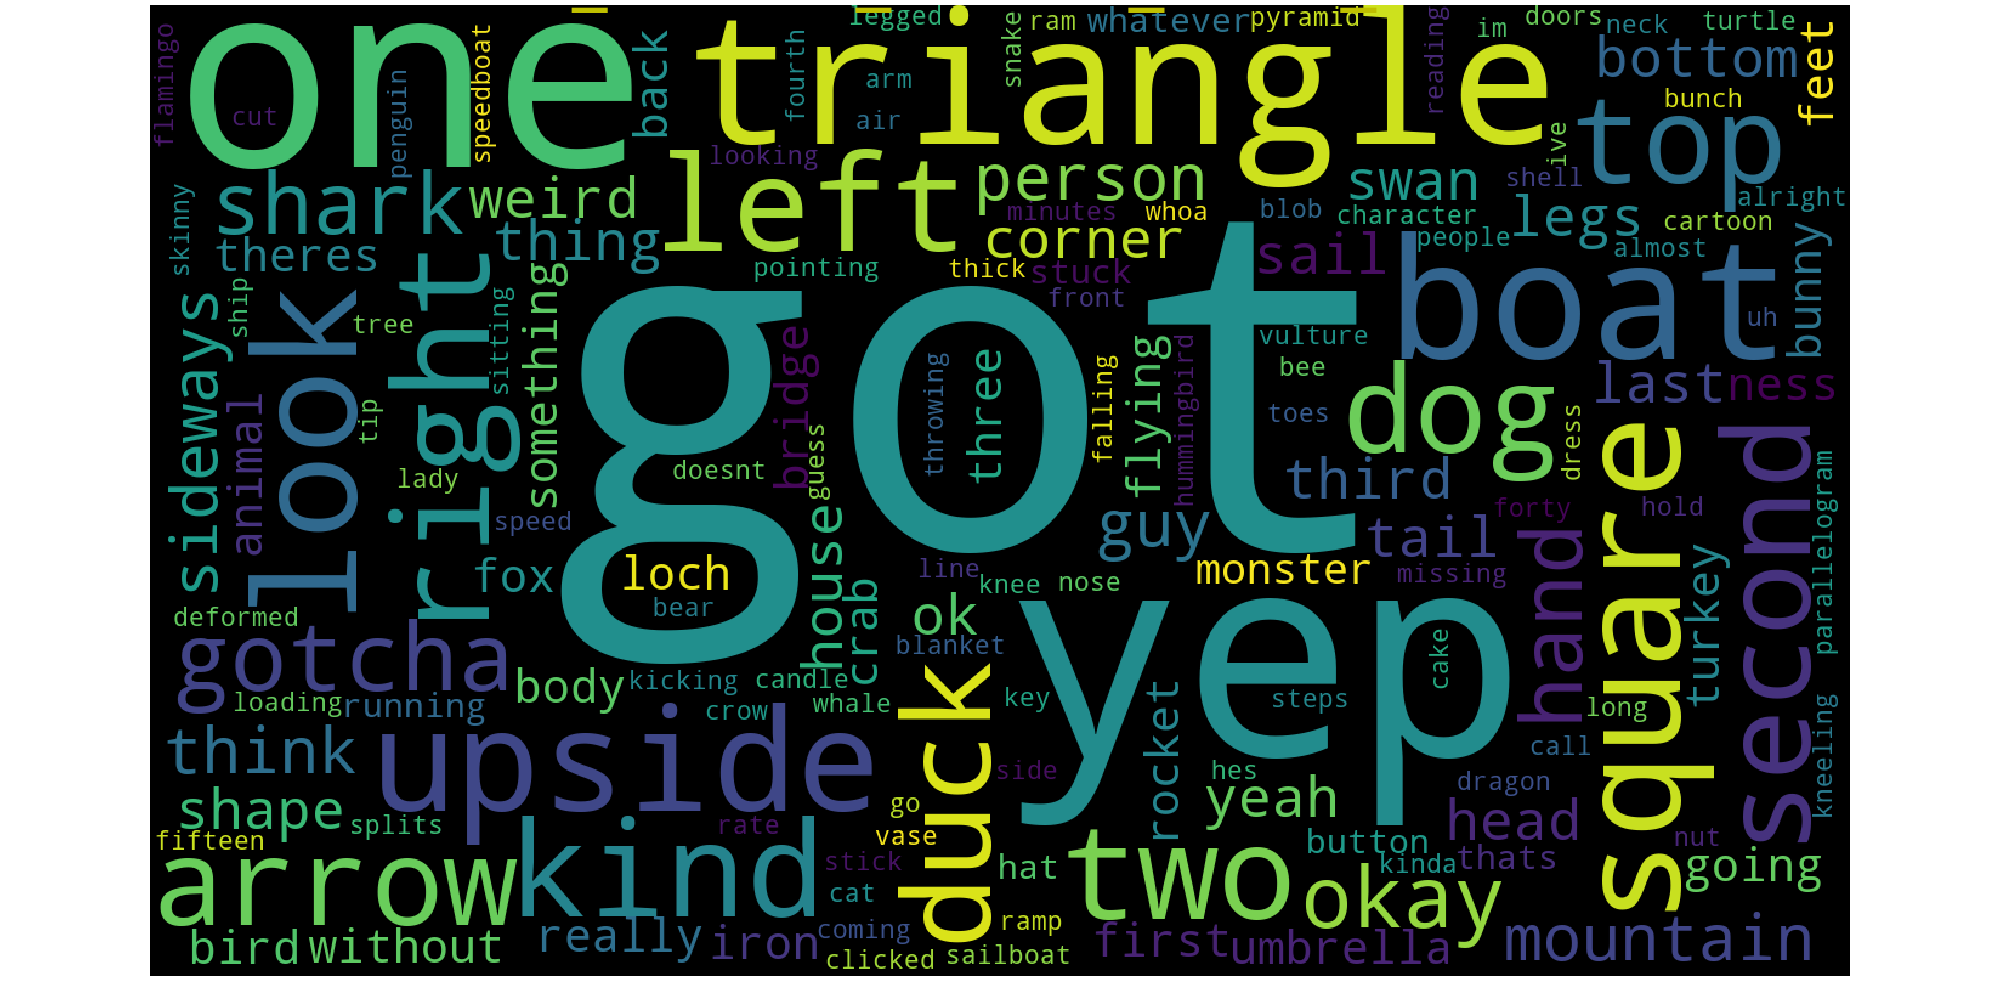 one
triangle
legged
ram
whatever
pyramid
im
doors
neck
turtle
flamingo
cut
penguin
speedboat
back
fourth
arm
air
snake
reading
bottom
feet
bunch
top
looking
left
person
minutes
whoa
corner
blob
swan
character
people
shell
ive
legs
alright
cartoon
almost
skinny
shark
weird
theres
thing
pointing
thick
stuck
front
sail
boat
bunny
uh
sideways
ship
look
tree
right
sitting
something
got
bridge
throwing
three
falling
flying
hummingbird
vulture
bee
toes
dog
dress
last
ness
animal
tip
lady
doesnt
guess
speed
third
forty
square
hold
second
parallelogram
guy
tail
missing
hand
fox
loch
bear
house
crab
line
knee
nose
monster
turkey
deformed
gotcha
ok
blanket
yep
cake
steps
long
kneeling
loading
running
body
kicking
candle
crow
whale
duck
key
rocket
call
think
upside
side
hes
yeah
dragon
shape
splits
rate
go
vase
head
nut
fifteen
arrow
kind
stick
cat
hat
two
button
kinda
thats
okay
going
bird
without
really
iron
coming
clicked
ramp
sailboat
first
umbrella
mountain